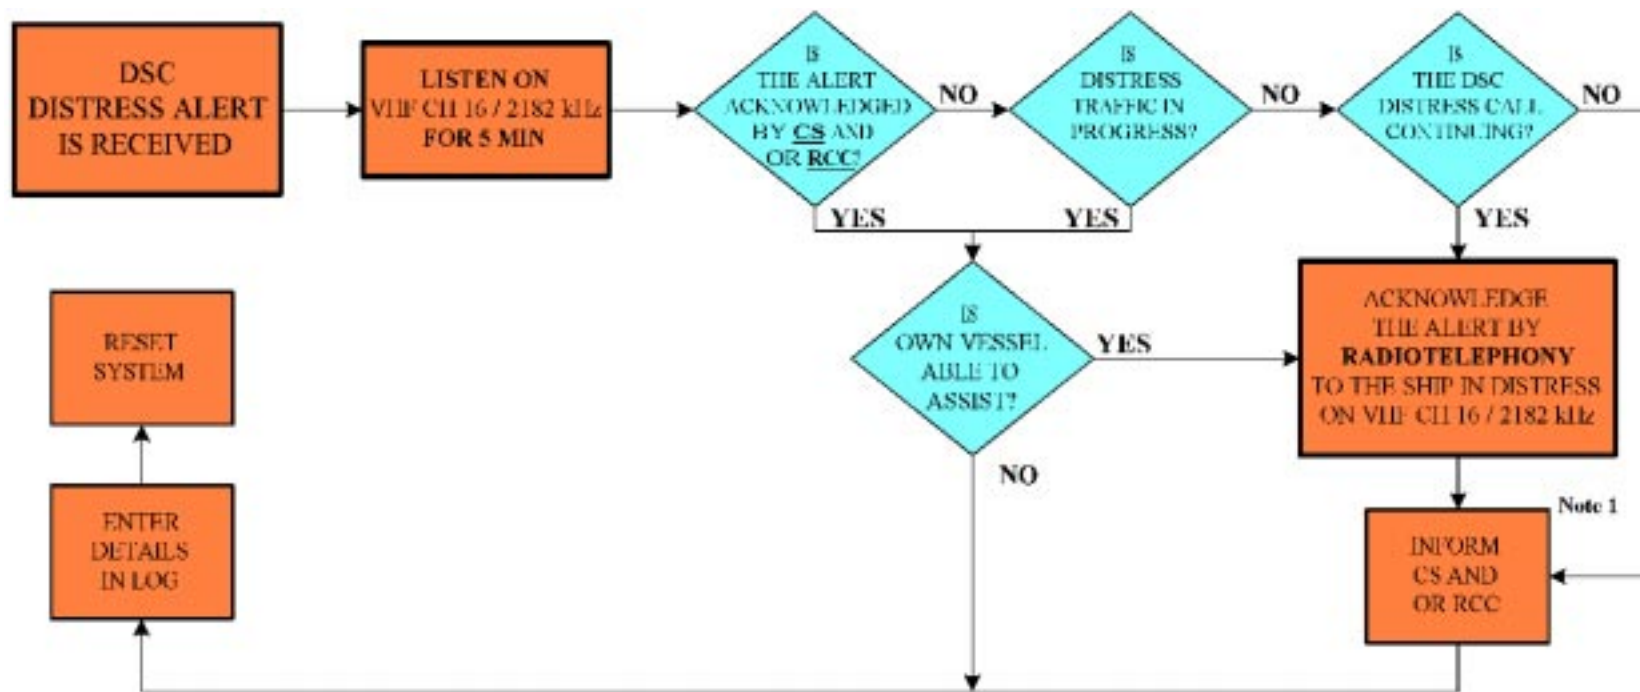 DSC
DISTRESS ALERT
IS RECEIVED
LISTEN ON
VHF CH 16 / 2182 kHz
FOR 5 MIN
IS
THE ALERT
ACKNOWLEDGED
BY CS AND
OR RCC?
NO
YES
IS
DISTRESS
TRAFFIC IN
PROGRESS?
NO
YES
IS
THE DSC
DISTRESS CALL
CONTINUING?
NO
YES
RESET
SYSTEM
IS
OWN VESSEL
ABLE TO
ASSIST?
YES
NO
ACKNOWLEDGE
THE ALERT BY
RADIOTELEPHONY
TO THE SHIP IN DISTRESS
ON VHF CH 16 / 2182 kHz
ENTER
DETAILS
IN LOG
Note 1
INFORM
CS AND
OR RCC